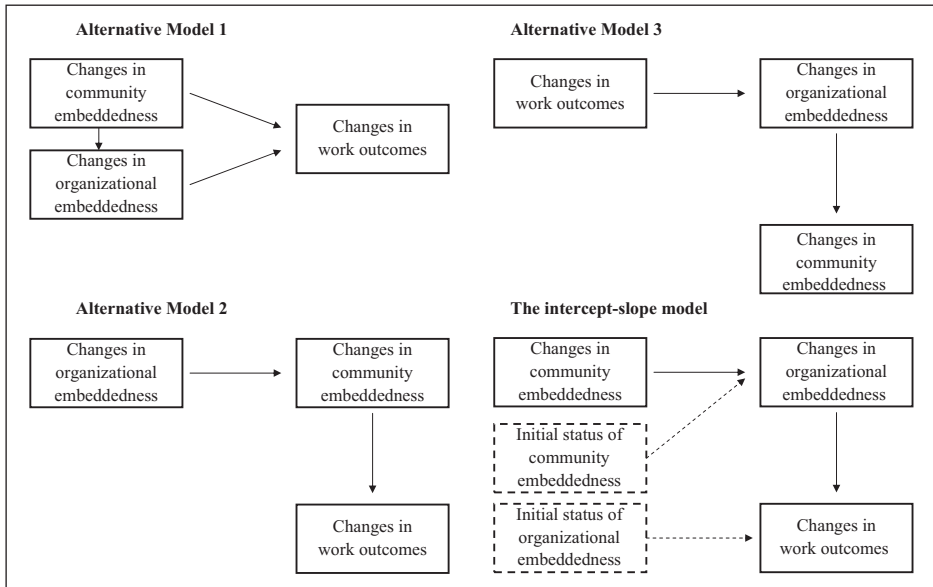 Alternative Model 1
Changes in
community
embeddedness
Changes in
organizational
embeddedness
Changes in
work outcomes
Alternative Model 3
Changes in
work outcomes
Changes in
organizational
embeddedness
Changes in
community
embeddedness
Alternative Model 2
Changes in
organizational
embeddedness
Changes in
community
embeddedness
Changes in
work outcomes
The intercept-slope model
Changes in
community
embeddedness
Initial status of
community
embeddedness
Initial status of
organizational
embeddedness
Changes in
organizational
embeddedness
Changes in
work outcomes